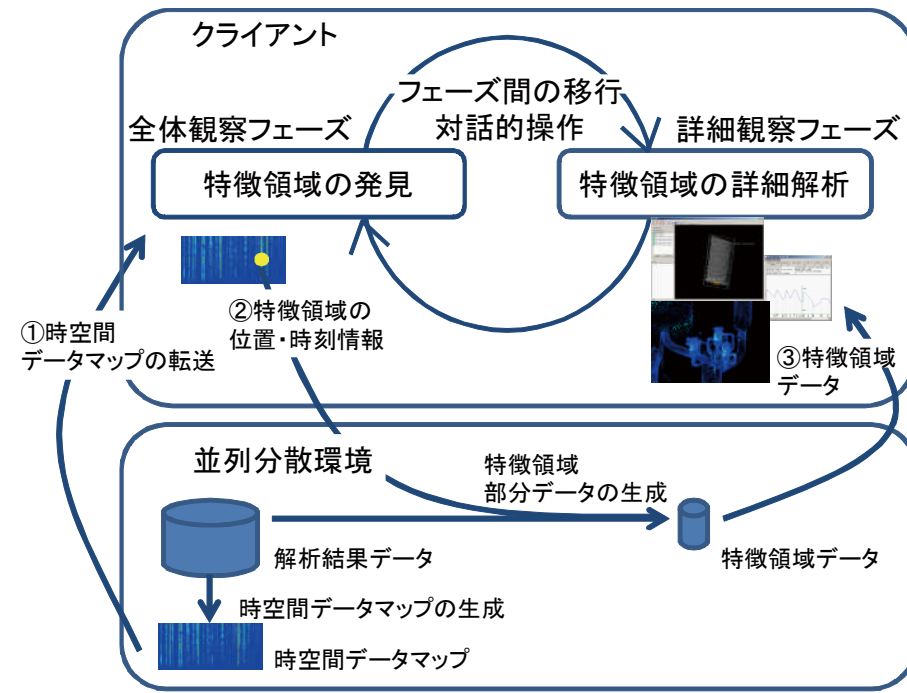 クライアント
フェーズ間の移行
対話的操作
全体観察フェーズ
詳細観察フェーズ
特徴領域の発見
特徴領域の詳細解析
①時空間
データマップの転送
②特徴領域の
位置・時刻情報
③特徴領域
データ
並列分散環境
特徴領域
部分データの生成
解析結果データ
特徴領域データ
時空間データマップの生成
時空間データマップ